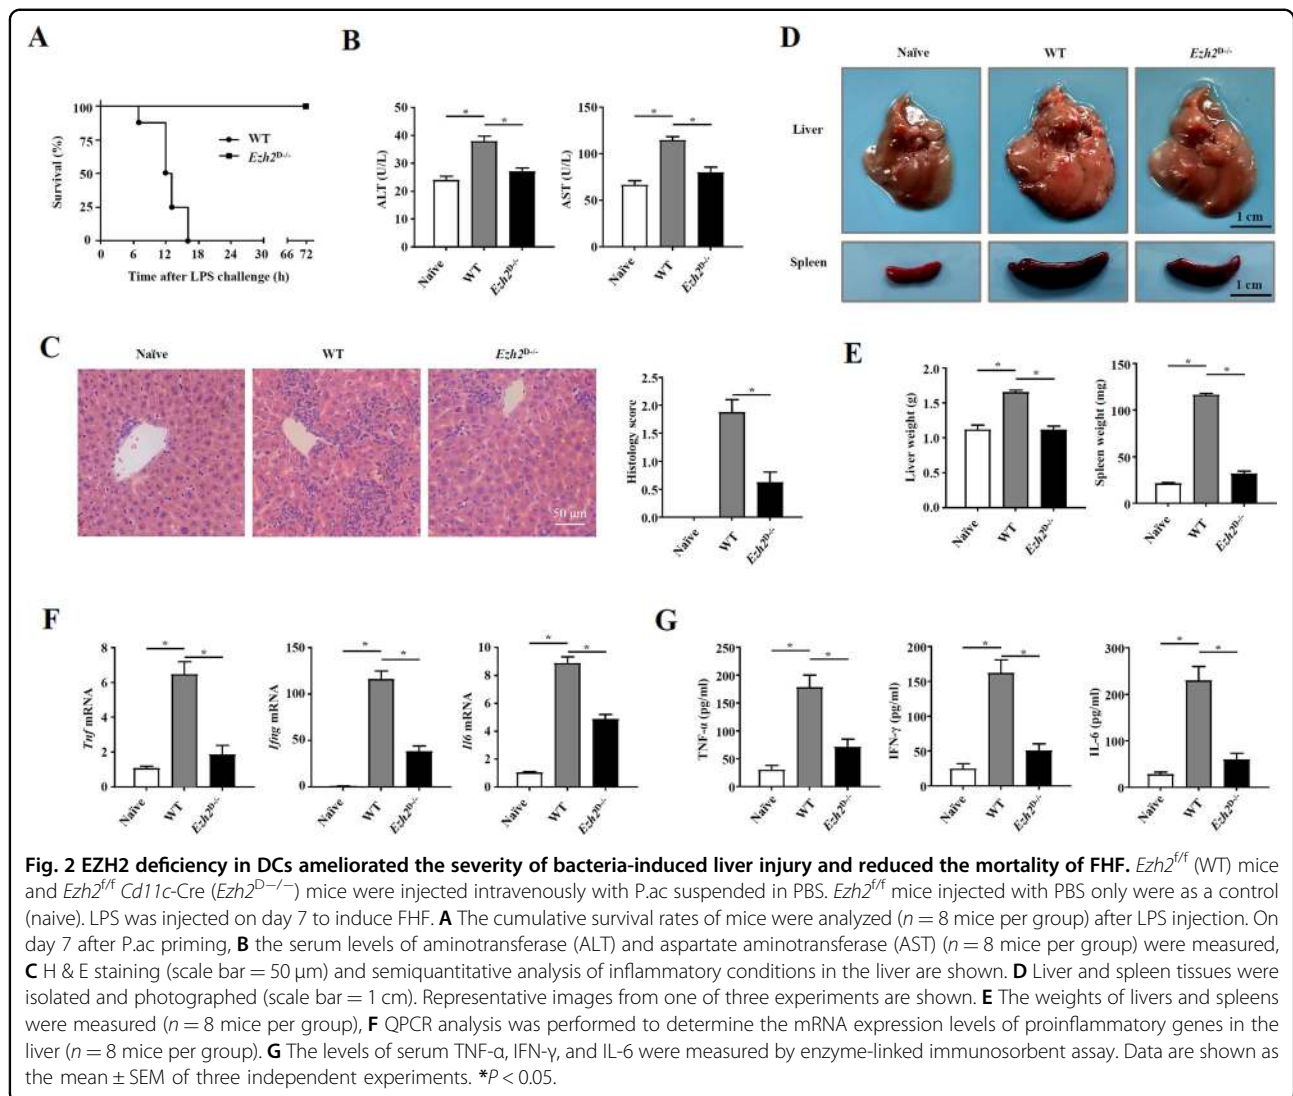 A
Survival (%)
100
75
50
25
0
WT
Ezh2D-/-
0 6 12 18 24 30 66 72
Time after LPS challenge (h)
B
ALT (U/L)
50
40
30
20
10
0
*
*
Naïve
WT
Ezh2D-/-
AST (U/L)
150
100
50
0
*
*
Naïve
WT
Ezh2D-/-
D
Naïve WT Ezh2D-/-
Liver
1 cm
Spleen
1 cm
C
Naïve WT Ezh2D-/-
50 μm
Histology score
2.5
2.0
1.5
1.0
0.5
0.0
*
Naïve
WT
Ezh2D-/-
E
Liver weight (g)
2.0
1.5
1.0
0.5
0.0
*
*
Naïve
WT
Ezh2D-/-
Spleen weight (mg)
150
100
50
0
*
*
Naïve
WT
Ezh2D-/-
F
Tnf mRNA
8
6
4
2
0
*
*
Naïve
WT
Ezh2D-/-
Ifng mRNA
150
100
50
0
*
*
Naïve
WT
Ezh2D-/-
Il6 mRNA
10
8
6
4
2
0
*
*
Naïve
WT
Ezh2D-/-
G
TNF-α (pg/ml)
250
200
150
100
50
0
*
*
Naïve
WT
Ezh2D-/-
IFN-γ (pg/ml)
200
150
100
50
0
*
*
Naïve
WT
Ezh2D-/-
IL-6 (pg/ml)
300
200
100
0
*
*
Naïve
WT
Ezh2D-/-
Fig. 2 EZH2 deficiency in DCs ameliorated the severity of bacteria-induced liver injury and reduced the mortality of FHF. Ezh2f/f (WT) mice
and Ezh2f/f Cd11c-Cre (Ezh2D−/−) mice were injected intravenously with P.ac suspended in PBS. Ezh2f/f mice injected with PBS only were as a control
(naive). LPS was injected on day 7 to induce FHF. A The cumulative survival rates of mice were analyzed (n = 8 mice per group) after LPS injection. On
day 7 after P.ac priming, B the serum levels of aminotransferase (ALT) and aspartate aminotransferase (AST) (n = 8 mice per group) were measured,
C H & E staining (scale bar = 50 μm) and semiquantitative analysis of inflammatory conditions in the liver are shown. D Liver and spleen tissues were
isolated and photographed (scale bar = 1 cm). Representative images from one of three experiments are shown. E The weights of livers and spleens
were measured (n = 8 mice per group), F QPCR analysis was performed to determine the mRNA expression levels of proinflammatory genes in the
liver (n = 8 mice per group). G The levels of serum TNF-α, IFN-γ, and IL-6 were measured by enzyme-linked immunosorbent assay. Data are shown as
the mean ± SEM of three independent experiments. *P < 0.05.